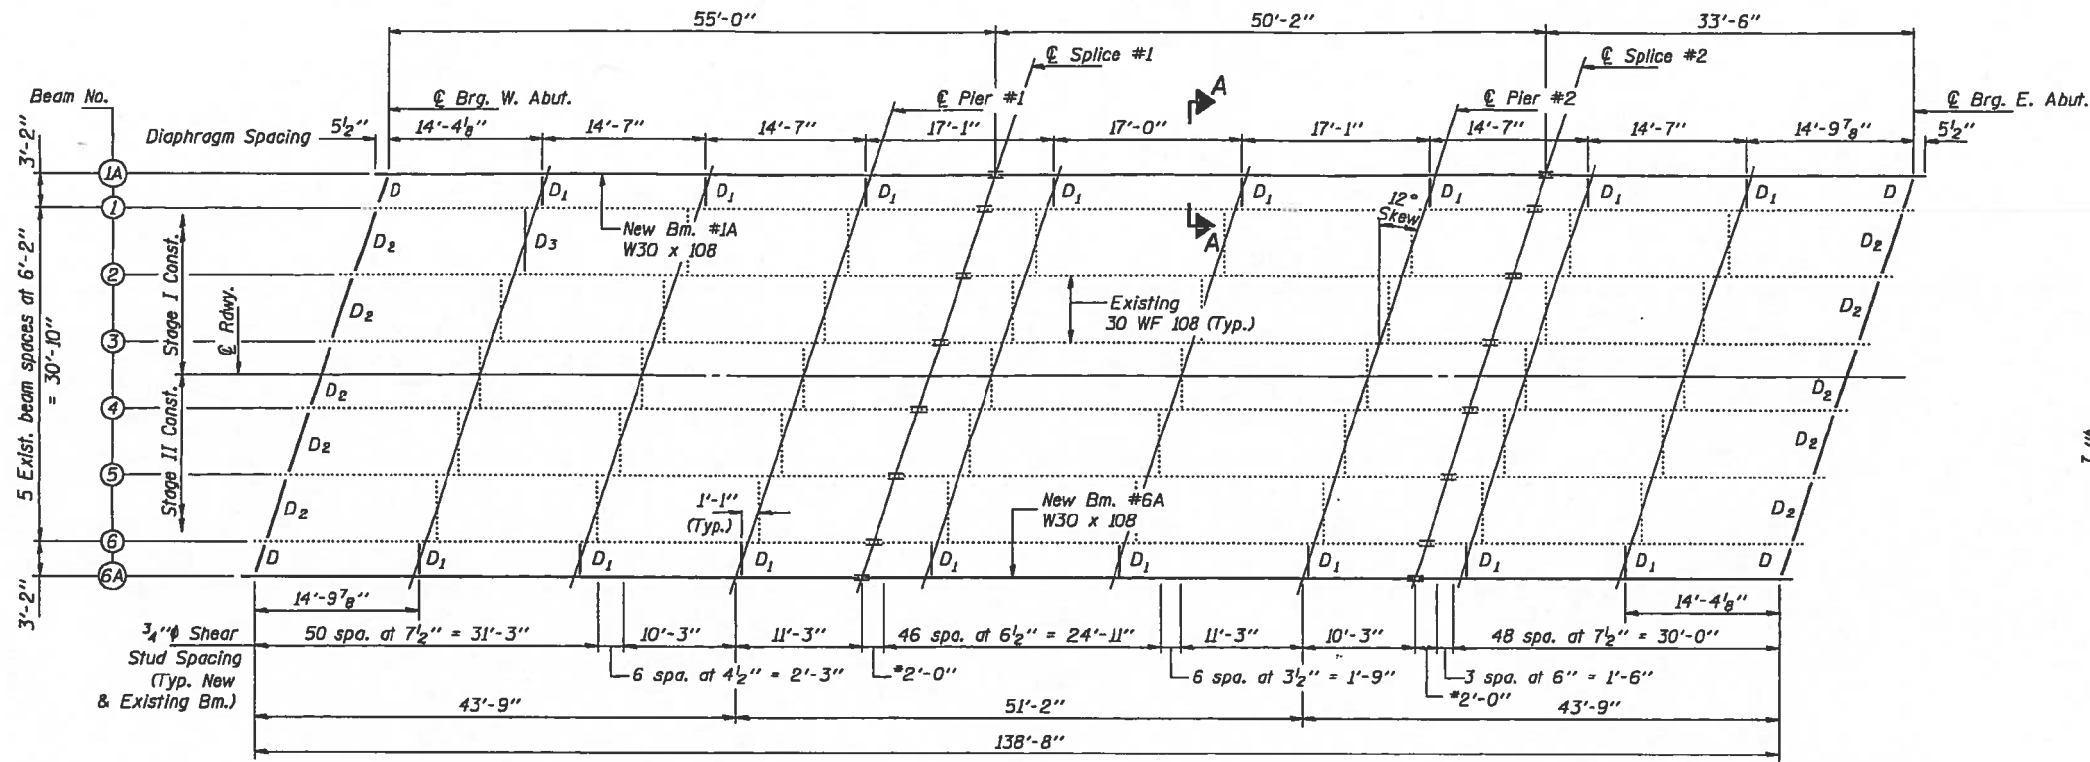 55'-0" 50'-2" 33'-6"
℄ Splice #1 ℄ Splice #2
Beam No. ℄ Brg. W. Abut. ℄ Pier #1 A ℄ Pier #2 ℄ Brg. E. Abut.
Diaphragm Spacing 5½" 14'-4⅛" 14'-7" 14'-7" 17'-1" 17'-0" 17'-1" 14'-7" 14'-7" 14'-9⅞" 5½"
3'-2"
1A D D1 D1 D1 D1 D1 D1 D1 D1 D
1
12° Skew
New Bm. #1A
W30 x 108
A
D2 D3 D2
2
Stage I Const.
℄ Rdwy.
5 Exist. beam spaces at 6'-2"
= 30'-10"
D2 D2
Existing
30 WF 108 (Typ.)
3
D2 D2
4
Stage II Const.
D2 D2
5
D2 D2
1'-1"
(Typ.)
New Bm. #6A
W30 x 108
6
D D1 D1 D1 D1 D1 D1 D1 D1 D
6A
3'-2"
14'-9⅞" 14'-4⅛"
¾"ϕ Shear
Stud Spacing
(Typ. New
& Existing Bm.)
50 spa. at 7½" = 31'-3" 10'-3" 11'-3" 46 spa. at 6½" = 24'-11" 11'-3" 10'-3" 48 spa. at 7½" = 30'-0"
6 spa. at 4½" = 2'-3" *2'-0" 6 spa. at 3½" = 1'-9" 3 spa. at 6" = 1'-6"
*2'-0"
43'-9" 51'-2" 43'-9"
138'-8"